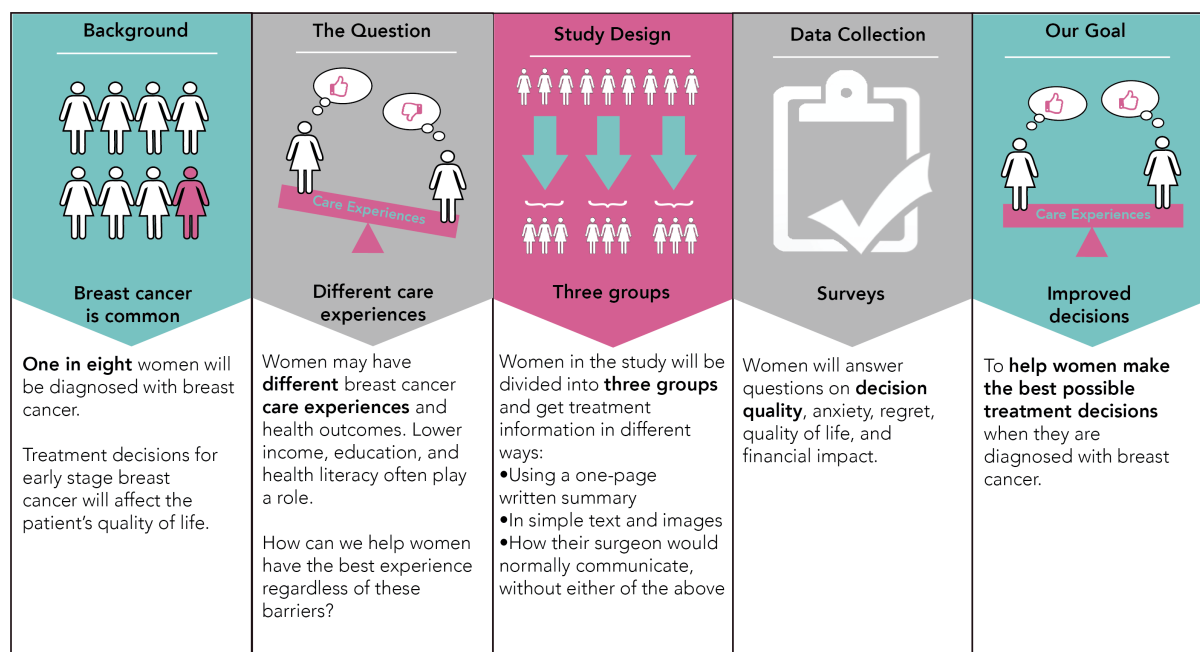 Background
Breast cancer
is common
One in eight women will
be diagnosed with breast
cancer.
Treatment decisions for
early stage breast
cancer will affect the
patient’s quality of life.
The Question
Care Experiences
Different care
experiences
Women may have
different breast cancer
care experiences and
health outcomes. Lower
income, education, and
health literacy often play
a role.
How can we help women
have the best experience
regardless of these
barriers?
Study Design
Three groups
Women in the study will be
divided into three groups
and get treatment
information in different
ways:
•Using a one-page
written summary
•In simple text and images
•How their surgeon would
normally communicate,
without either of the above
Data Collection
Surveys
Women will answer
questions on decision
quality, anxiety, regret,
quality of life, and
financial impact.
Our Goal
Care Experiences
Improved
decisions
To help women make
the best possible
treatment decisions
when they are
diagnosed with breast
cancer.